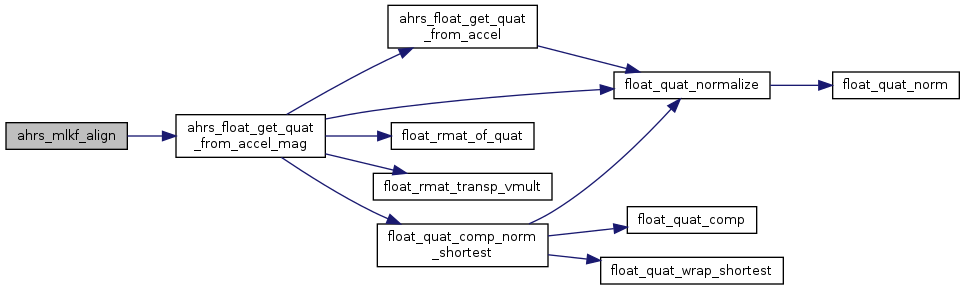 ahrs_mlkf_align
ahrs_float_get_quat
_from_accel_mag
ahrs_float_get_quat
_from_accel
float_rmat_of_quat
float_rmat_transp_vmult
float_quat_comp_norm
_shortest
float_quat_normalize
float_quat_comp
float_quat_wrap_shortest
float_quat_norm